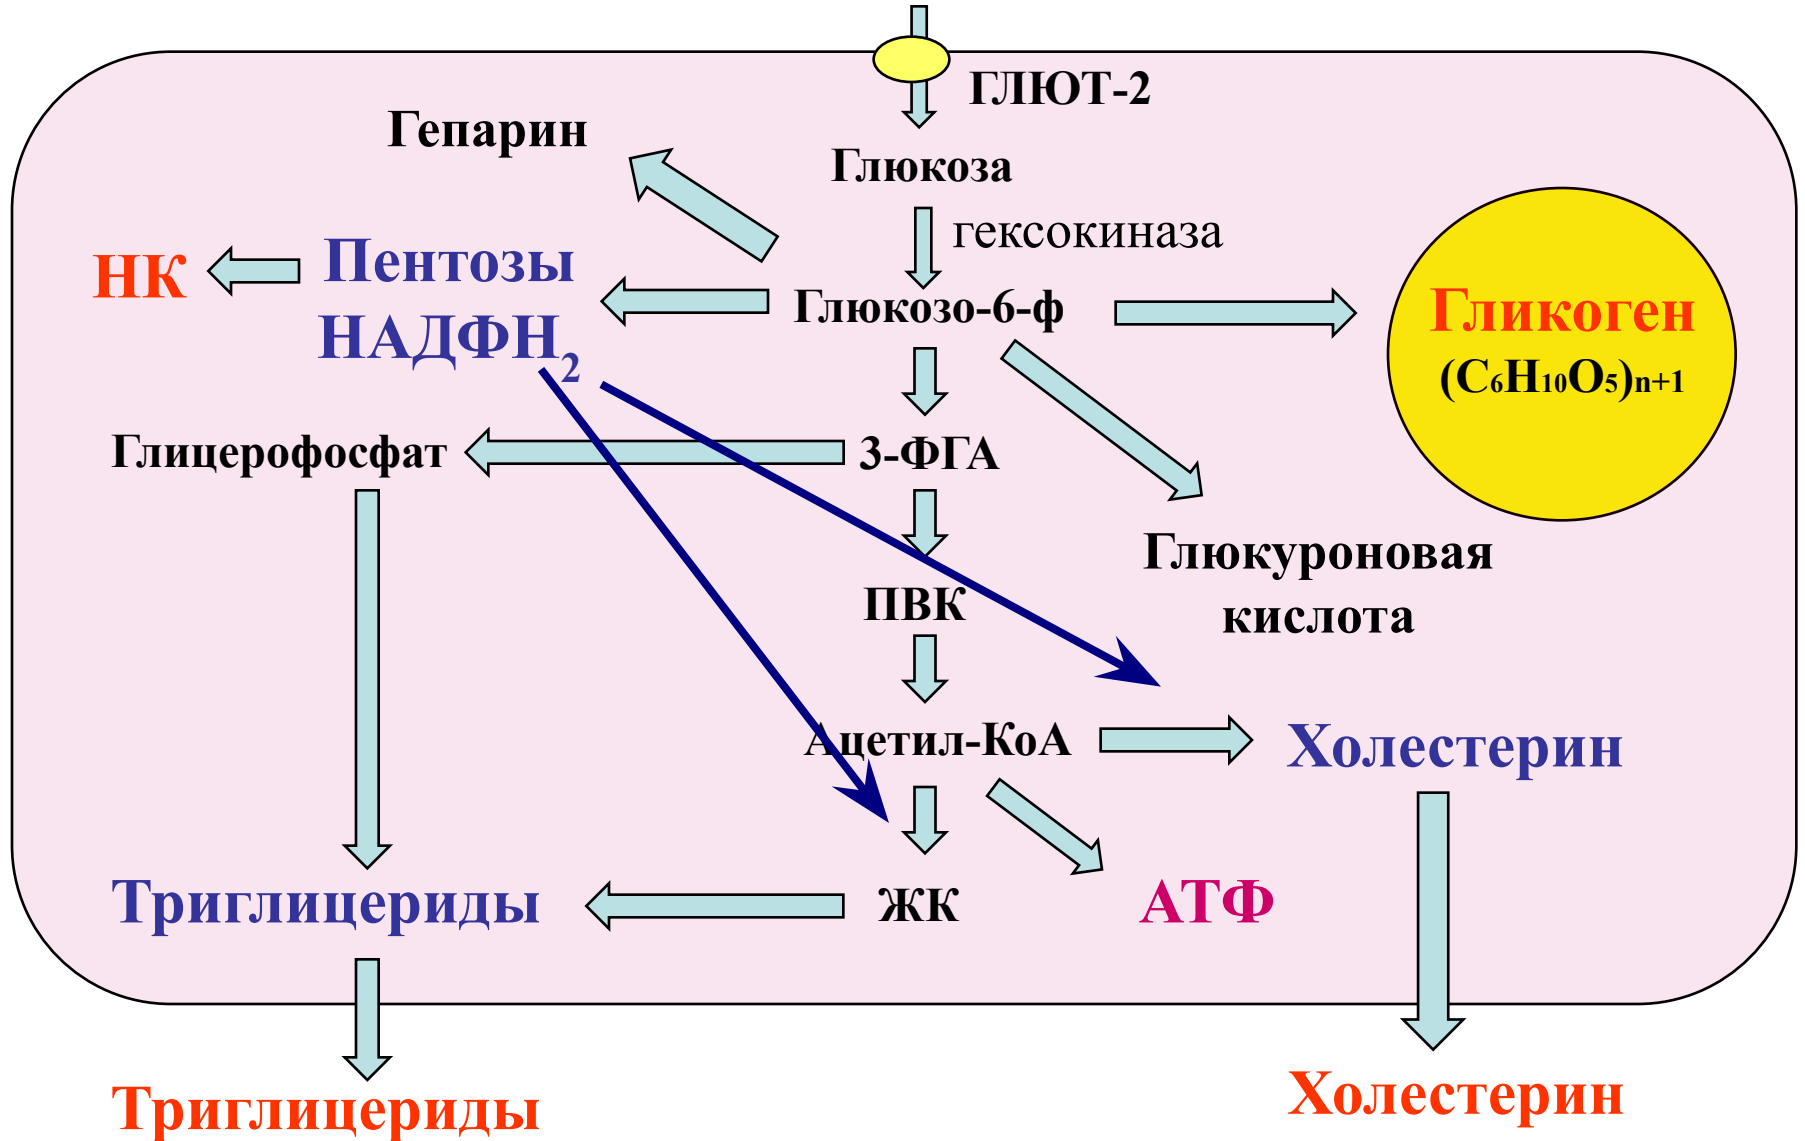 ГЛЮТ-2
Гепарин
Глюкоза
гексокиназа
НК
Пентозы
НАДФН₂
Глюкозо-6-ф
Гликоген
(C₆H₁₀O₅)n+1
Глицерофосфат
3-ФГА
Глюкуроновая
кислота
ПВК
Ацетил-КоА
Холестерин
Триглицериды
ЖК
АТФ
Триглицериды
Холестерин